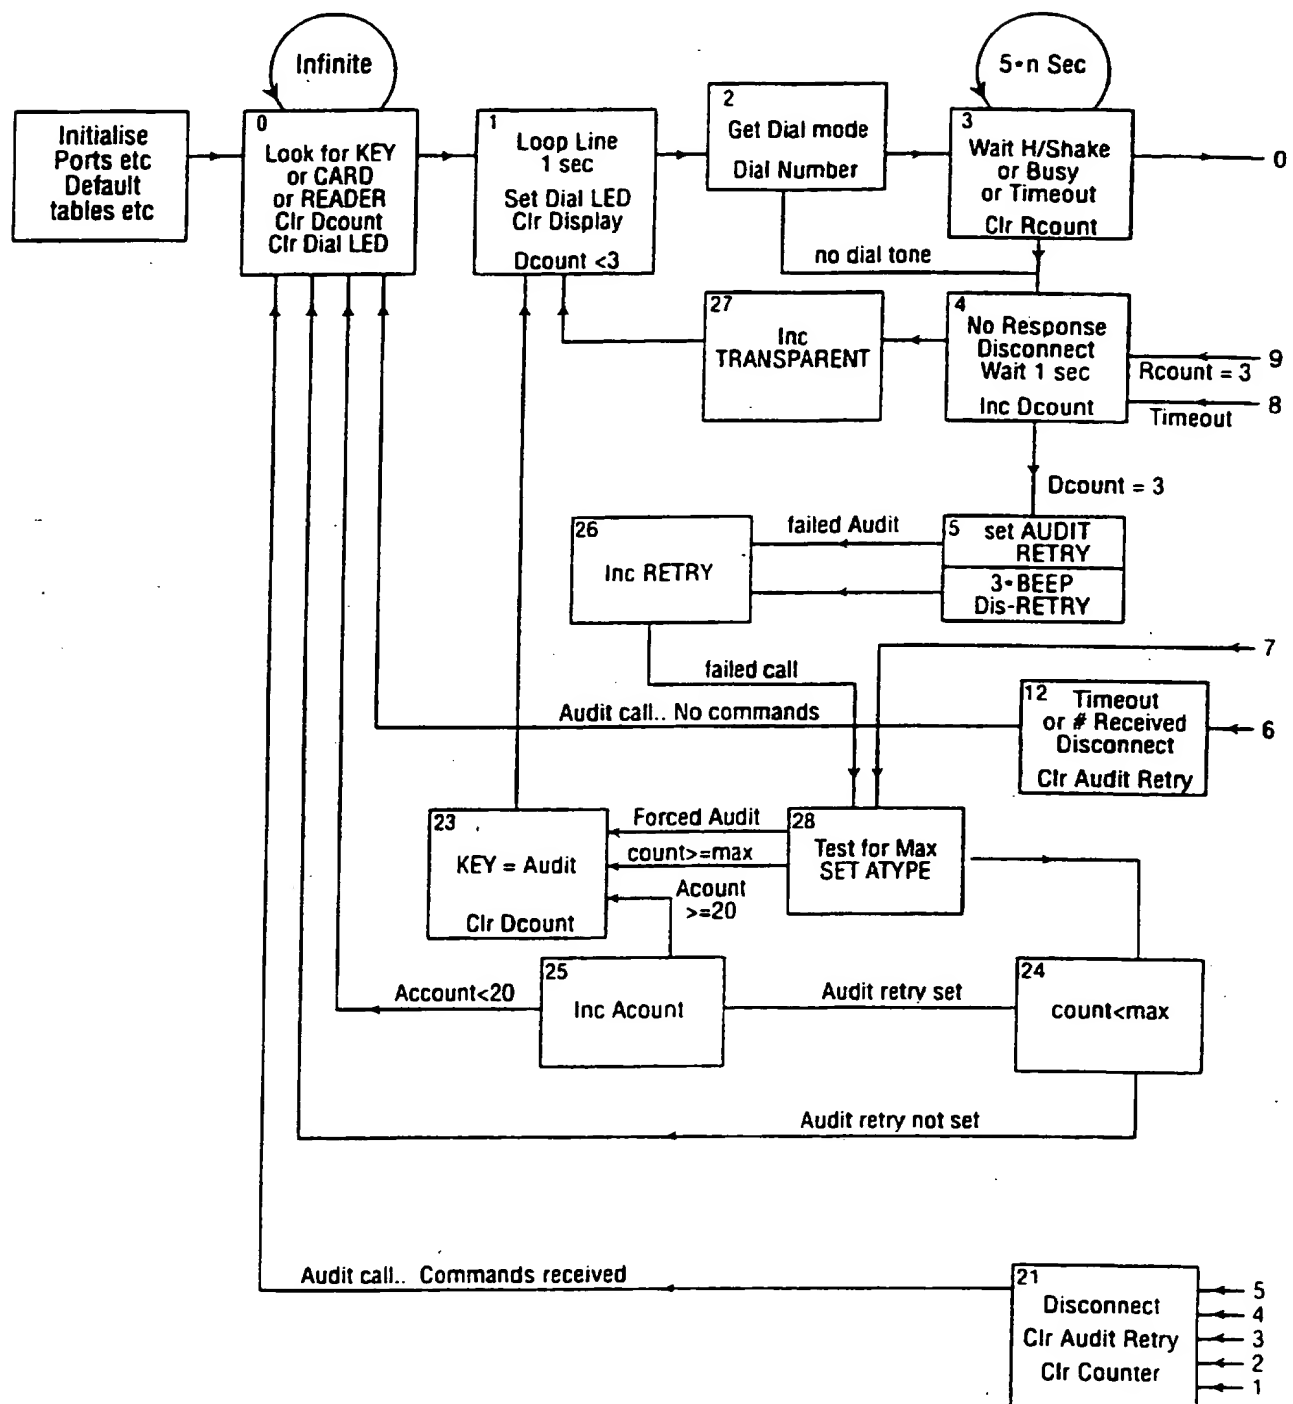 Infinite
5•n Sec
Initialise
Ports etc
Default
tables etc
0
Look for KEY
or CARD
or READER
Clr Dcount
Clr Dial LED
1
Loop Line
1 sec
Set Dial LED
Clr Display
Dcount <3
2
Get Dial mode
Dial Number
3
Wait H/Shake
or Busy
or Timeout
Clr Rcount
0
no dial tone
27
Inc
TRANSPARENT
4
No Response
Disconnect
Wait 1 sec
Inc Dcount
9
Rcount = 3
8
Timeout
Dcount = 3
26
Inc RETRY
failed Audit
5
set AUDIT
RETRY
3•BEEP
Dis-RETRY
7
failed call
Audit call.. No commands
12
Timeout
or # Received
Disconnect
Clr Audit Retry
6
23
KEY = Audit
Clr Dcount
Forced Audit
count>=max
Acount
>=20
28
Test for Max
SET ATYPE
Account<20
25
Inc Acount
Audit retry set
24
count<max
Audit retry not set
Audit call.. Commands received
21
Disconnect
Clr Audit Retry
Clr Counter
5
4
3
2
1